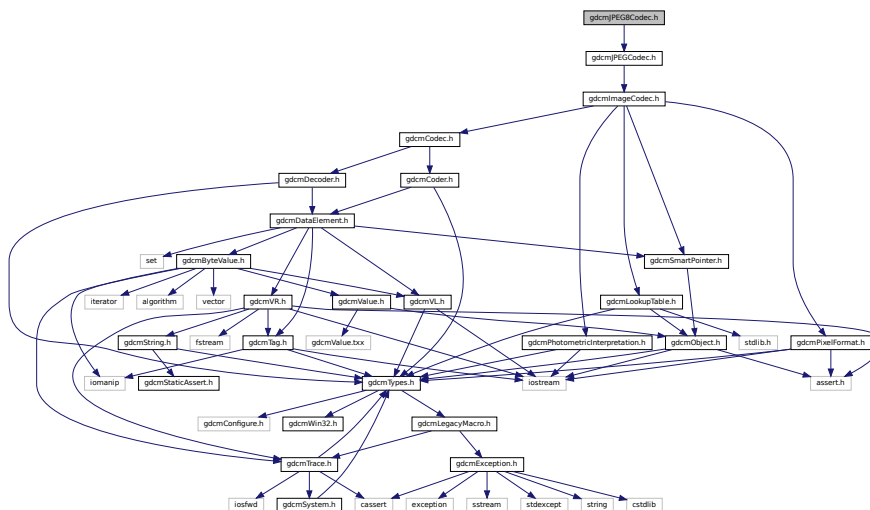 gdcmJPEG8Codec.h
gdcmJPEGCodec.h
gdcmImageCodec.h
gdcmCodec.h
gdcmDecoder.h
gdcmCoder.h
gdcmDataElement.h
set
gdcmByteValue.h
gdcmSmartPointer.h
iterator
algorithm
vector
gdcmVR.h
gdcmValue.h
gdcmVL.h
gdcmLookupTable.h
gdcmString.h
fstream
gdcmTag.h
gdcmValue.txx
gdcmPhotometricInterpretation.h
gdcmObject.h
stdlib.h
gdcmPixelFormat.h
iomanip
gdcmStaticAssert.h
gdcmTypes.h
iostream
assert.h
gdcmConfigure.h
gdcmWin32.h
gdcmLegacyMacro.h
gdcmTrace.h
gdcmException.h
iosfwd
gdcmSystem.h
cassert
exception
sstream
stdexcept
string
cstdlib